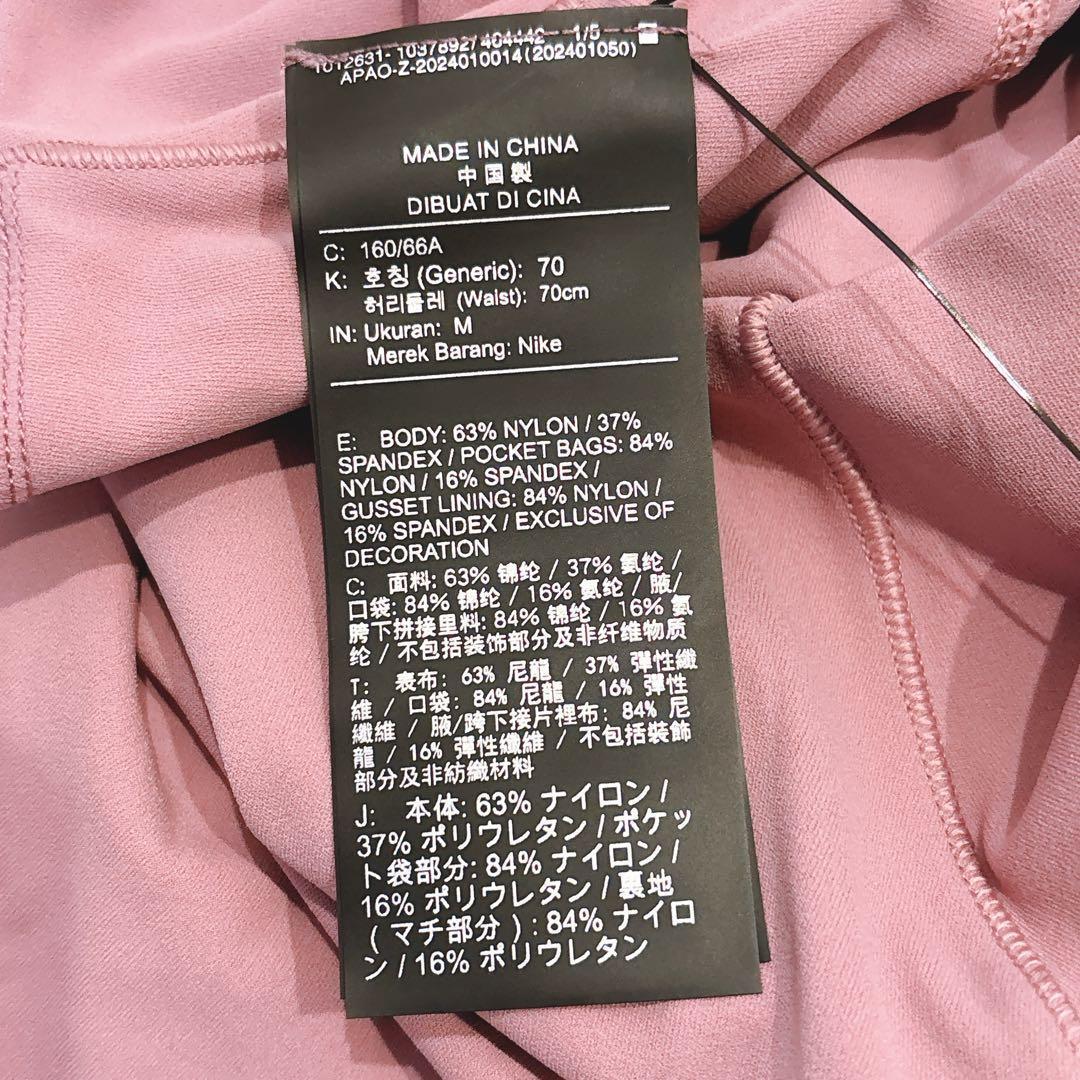 1012631- 1037892/ 464442 1/5
APAO-Z-2024010014(202401050)
MADE IN CHINA
中国製
DIBUAT DI CINA
C: 160/66A
K: 호칭 (Generic): 70
허리둘레 (Waist): 70cm
IN: Ukuran: M
Merek Barang: Nike
E: BODY: 63% NYLON / 37%
SPANDEX / POCKET BAGS: 84%
NYLON / 16% SPANDEX /
GUSSET LINING: 84% NYLON /
16% SPANDEX / EXCLUSIVE OF
DECORATION
C: 面料: 63% 锦纶 / 37% 氨纶 /
口袋: 84% 锦纶 / 16% 氨纶 / 腋/
胯下拼接里料: 84% 锦纶 / 16% 氨
纶 / 不包括装饰部分及非纤维物质
T: 表布: 63% 尼龍 / 37% 彈性纖
維 / 口袋: 84% 尼龍 / 16% 彈性
纖維 / 腋/跨下接片裡布: 84% 尼
龍 / 16% 彈性纖維 / 不包括裝飾
部分及非紡織材料
J: 本体: 63% ナイロン /
37% ポリウレタン / ポケッ
ト袋部分: 84% ナイロン /
16% ポリウレタン / 裏地
( マチ部分 ) : 84% ナイロ
ン / 16% ポリウレタン